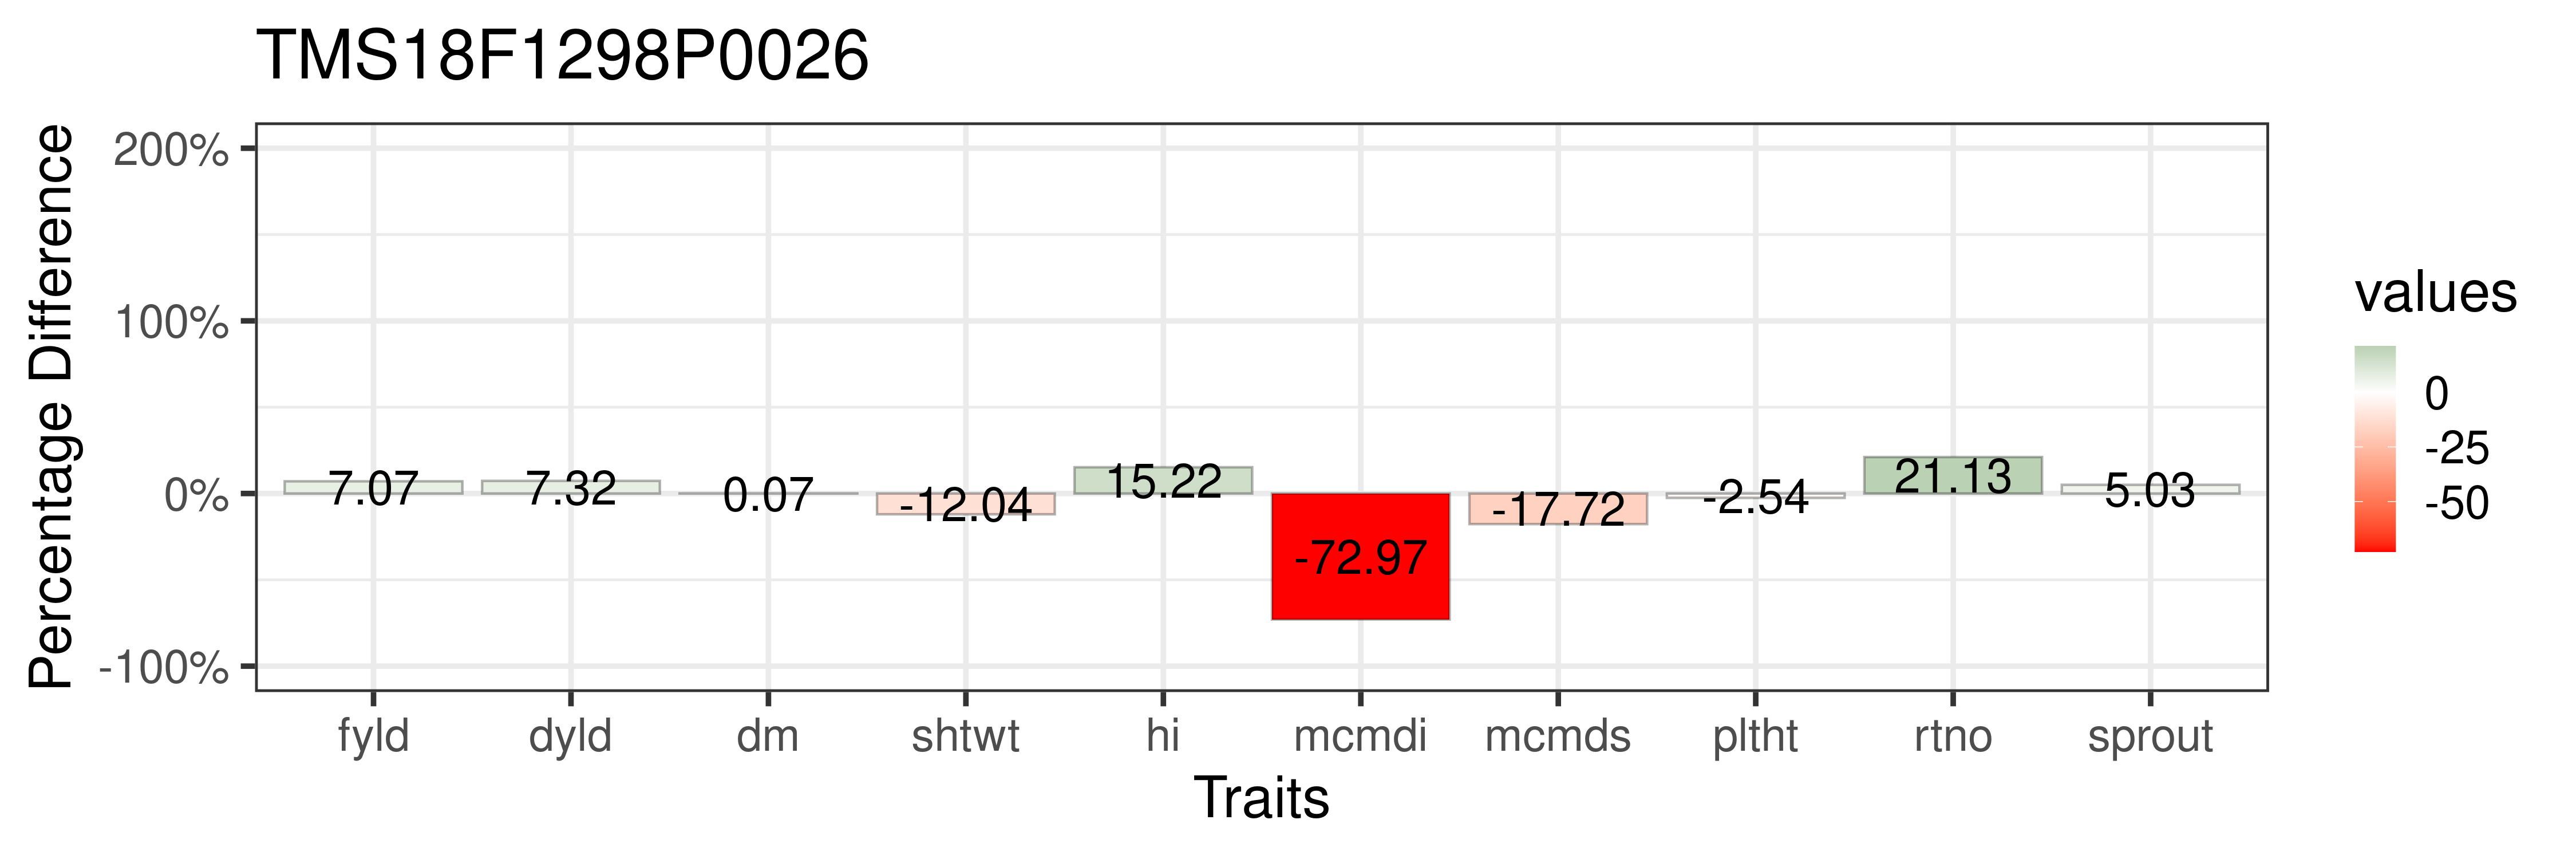 TMS18F1298P0026
Percentage Difference
200%
100%
0%
-100%
7.07
7.32
0.07
-12.04
15.22
-72.97
-17.72
-2.54
21.13
5.03
fyld
dyld
dm
shtwt
hi
mcmdi
mcmds
pltht
rtno
sprout
Traits
values
0
-25
-50